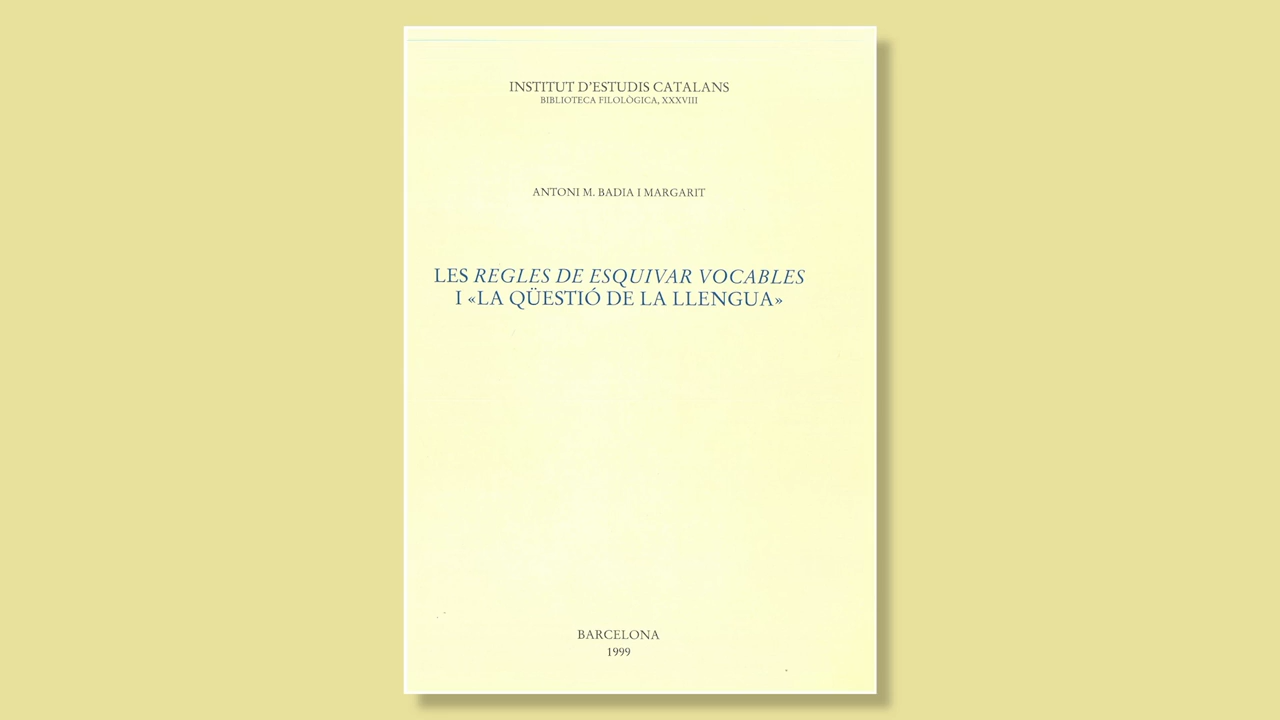 INSTITUT D'ESTUDIS CATALANS
BIBLIOTECA FILOLÒGICA, XXXVIII
ANTONI M. BADIA I MARGARIT
LES REGLES DE ESQUIVAR VOCABLES
I «LA QÜESTIÓ DE LA LLENGUA»
BARCELONA
1999